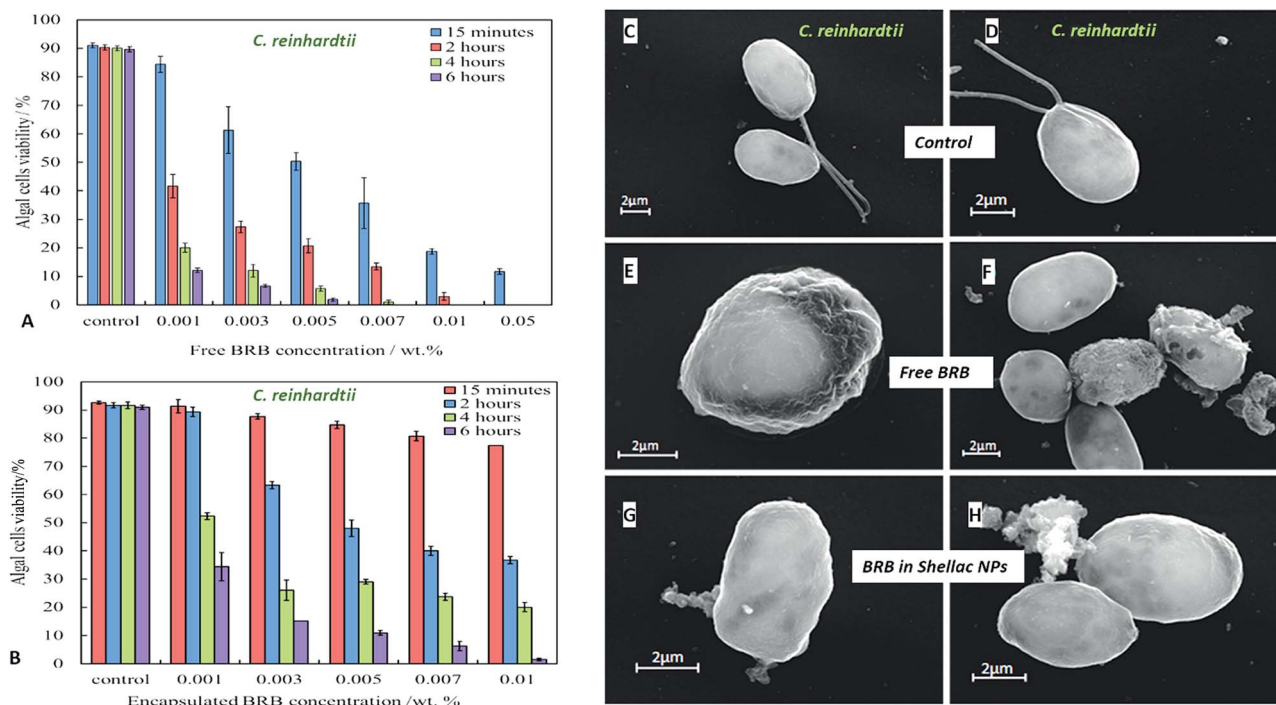 100
90
80
70
60
50
40
30
20
10
0
Algal cells viability / %
C. reinhardtii
15 minutes
2 hours
4 hours
6 hours
A
control 0.001 0.003 0.005 0.007 0.01 0.05
Free BRB concentration / wt.%
100
90
80
70
60
50
40
30
20
10
0
Algal cells viability/%
C. reinhardtii
15 minutes
2 hours
4 hours
6 hours
B
control 0.001 0.003 0.005 0.007 0.01
Encapsulated BRB concentration /wt. %
C
C. reinhardtii
2µm
D
C. reinhardtii
2µm
Control
E
2µm
F
2µm
Free BRB
G
2µm
H
2µm
BRB in Shellac NPs